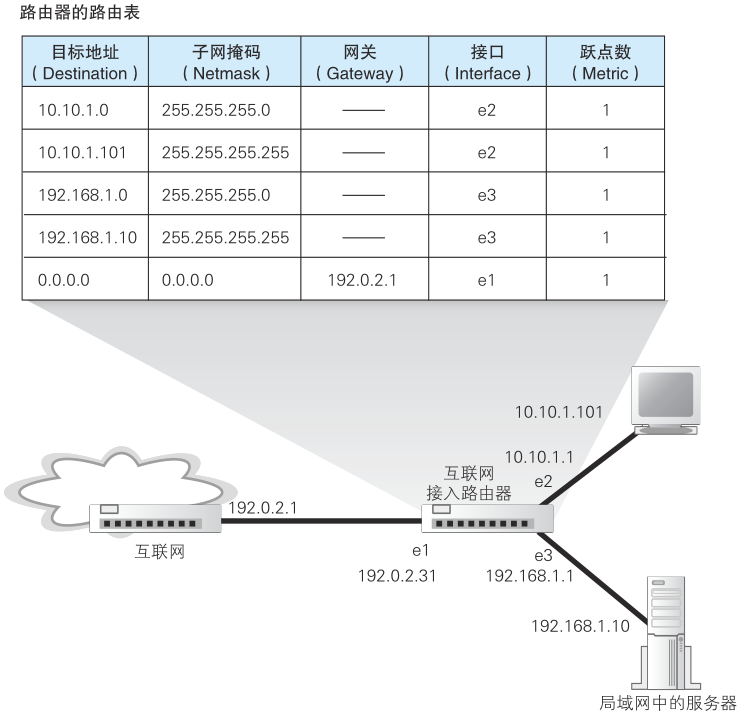 路由器的路由表
目标地址 子网掩码 网关 接口 跃点数
（Destination） （Netmask） （Gateway） （Interface） （Metric）
10.10.1.0 255.255.255.0 —— e2 1
10.10.1.101 255.255.255.255 —— e2 1
192.168.1.0 255.255.255.0 —— e3 1
192.168.1.10 255.255.255.255 —— e3 1
0.0.0.0 0.0.0.0 192.0.2.1 e1 1
10.10.1.101
10.10.1.1
e2
互联网
接入路由器
192.0.2.1
互联网
e1
192.0.2.31
e3
192.168.1.1
192.168.1.10
局域网中的服务器